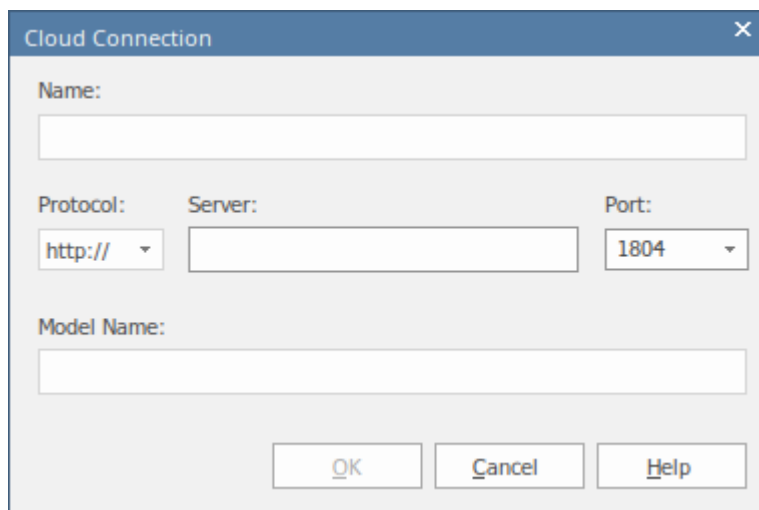 Cloud Connection
Name:
Protocol: Server: Port:
http:// 1804
Model Name:
OK Cancel Help